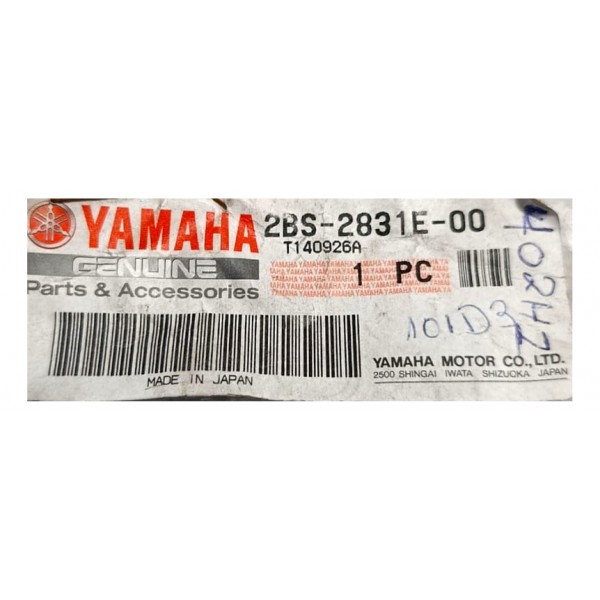 YAMAHA
2BS-2831E-00
T140926A
GENUINE
Parts & Accessories
1 PC
101D3
YAMAHA MOTOR CO.,LTD.
2500 SHINGAI IWATA SHIZUOKA JAPAN
MADE IN JAPAN